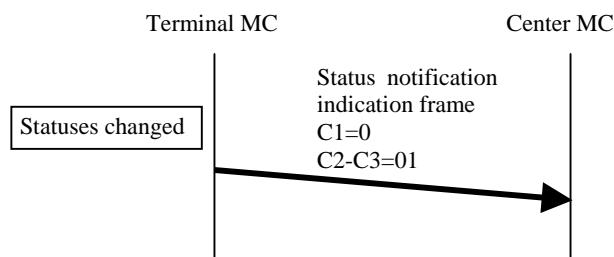 Terminal MC
Center MC
Status notification
indication frame
C1=0
C2-C3=01
Statuses changed